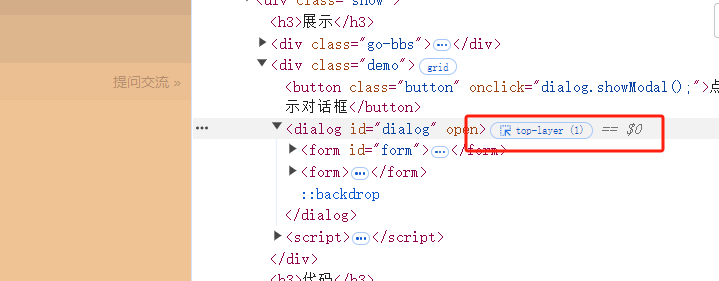 <div class="show">
<h3>展示</h3>
提问交流 »
<div class="go-bbs">…</div>
<div class="demo"> grid
<button class="button" onclick="dialog.showModal();">点
示对话框</button>
… <dialog id="dialog" open> top-layer (1) == $0
<form id="form">…</form>
<form>…</form>
::backdrop
</dialog>
<script>…</script>
</div>
<h3>代码</h3>